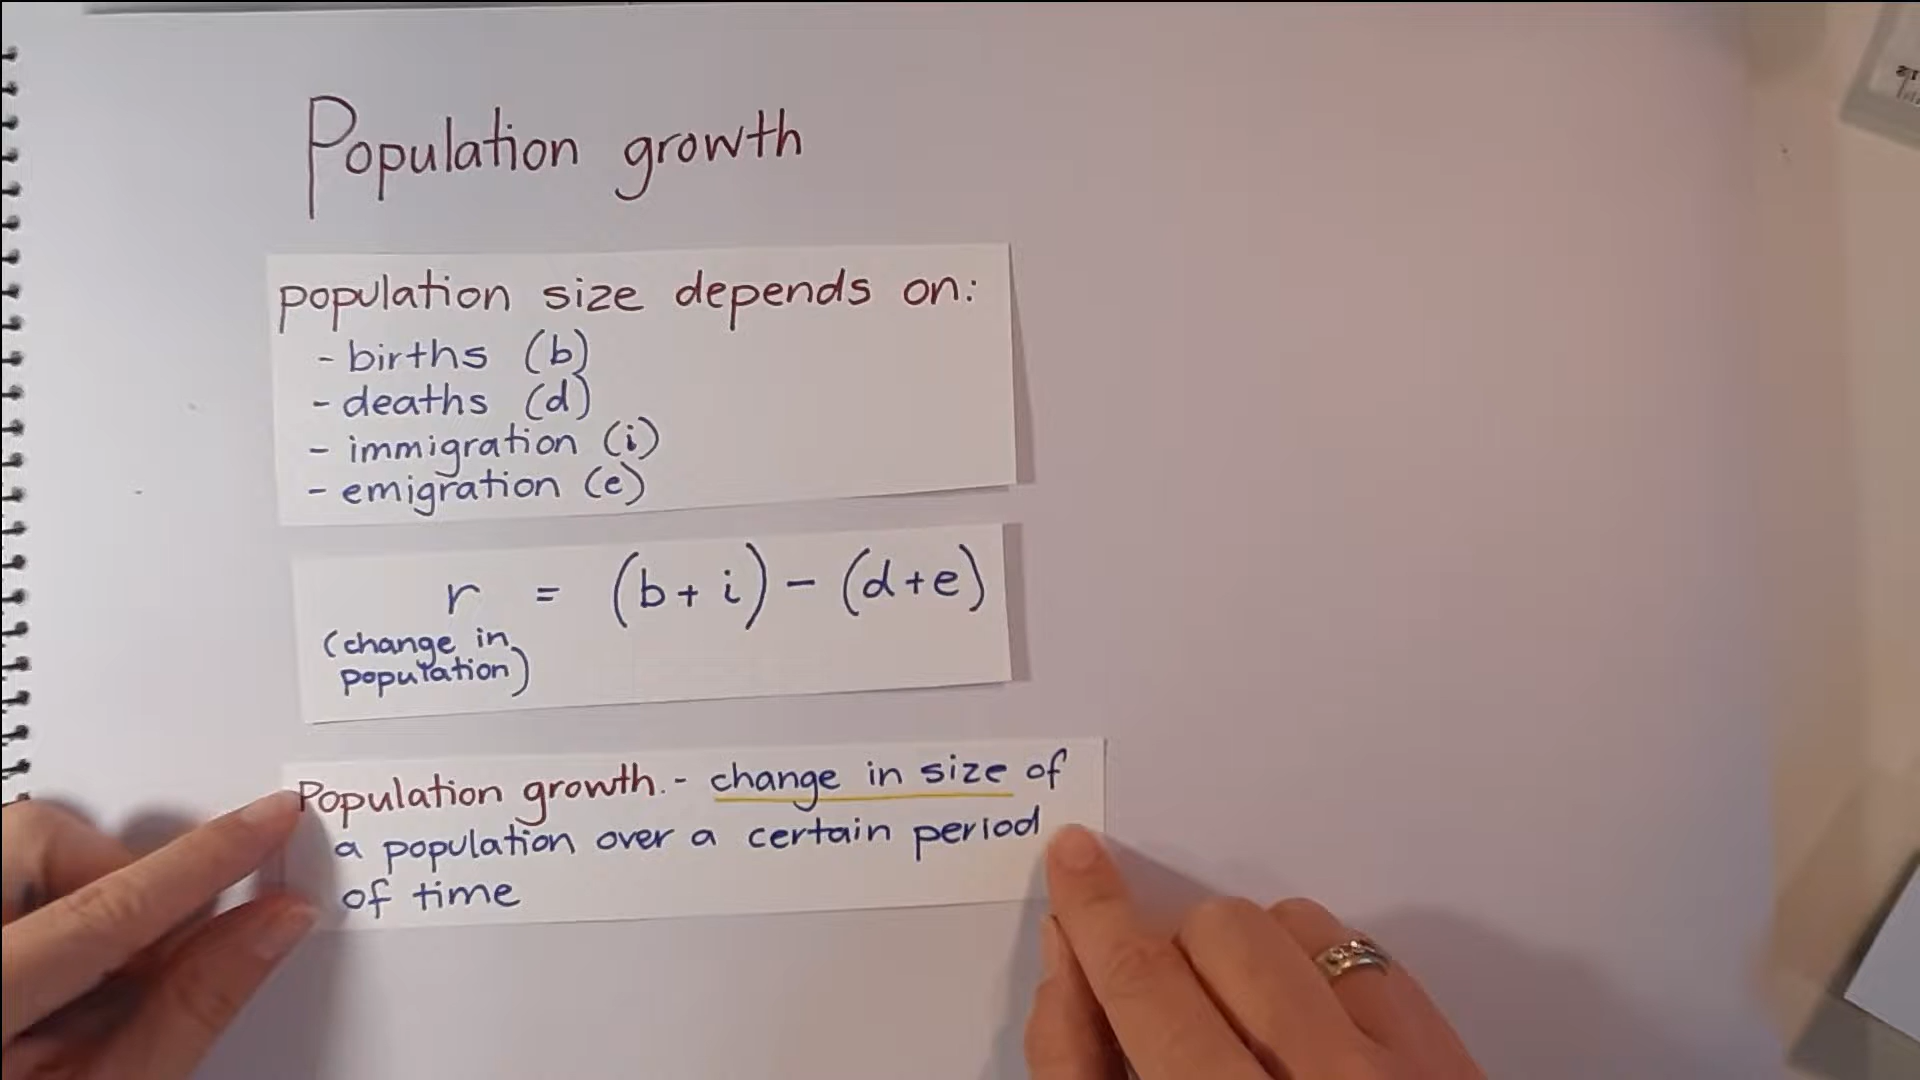 Population growth
population size depends on:
- births (b)
- deaths (d)
- immigration (i)
- emigration (e)
r = (b + i) - (d + e)
(change in
population)
Population growth. - change in size of
a population over a certain period
of time